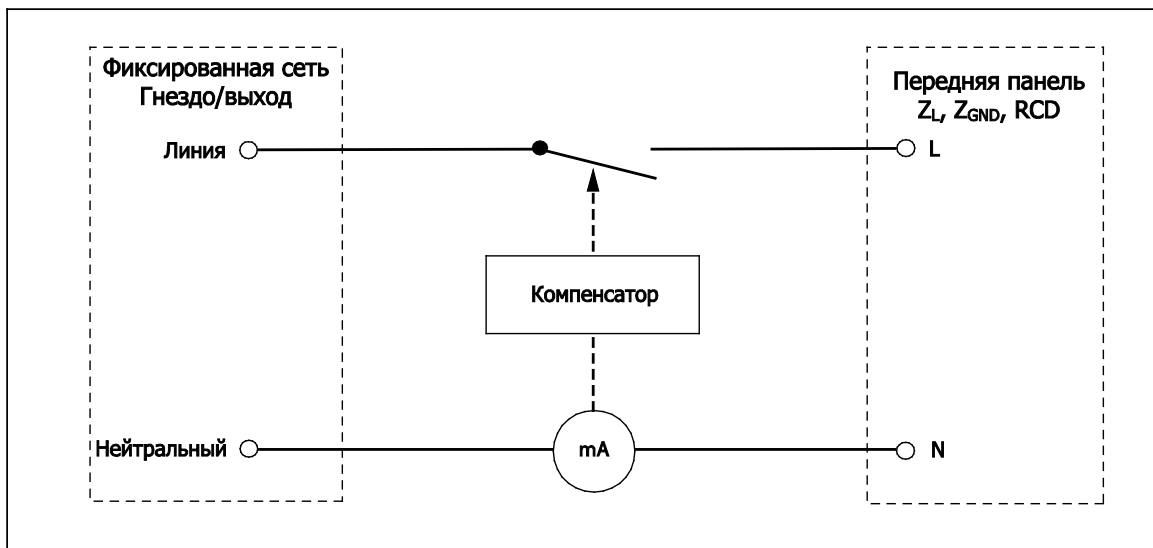 Фиксированная сеть
Гнездо/выход
Передняя панель
ZL, ZGND, RCD
Линия
L
Компенсатор
Нейтральный
mA
N